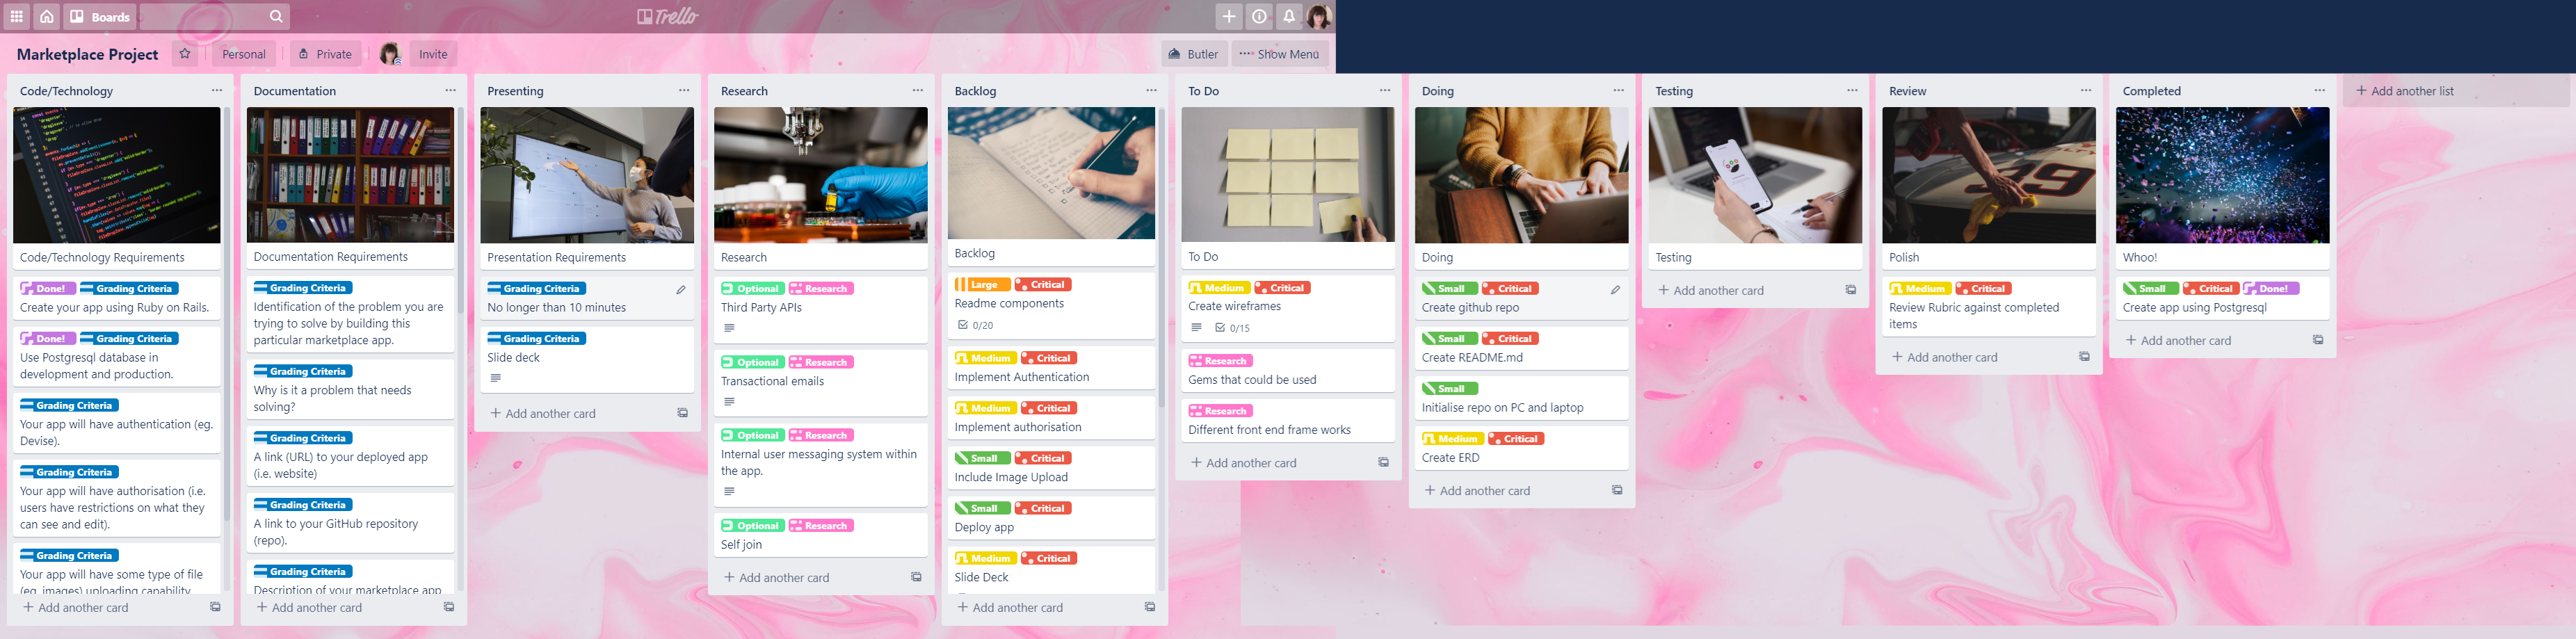 Boards
Trello
Marketplace Project
Personal
Private
Invite
Butler
Show Menu
Code/Technology
Code/Technology Requirements
Done! Grading Criteria
Create your app using Ruby on Rails.
Done! Grading Criteria
Use Postgresql database in
development and production.
Grading Criteria
Your app will have authentication (eg.
Devise).
Grading Criteria
Your app will have authorisation (i.e.
users have restrictions on what they
can see and edit).
Grading Criteria
Your app will have some type of file
(eg. images) uploading capability
+ Add another card
Documentation
Documentation Requirements
Grading Criteria
Identification of the problem you are
trying to solve by building this
particular marketplace app.
Grading Criteria
Why is it a problem that needs
solving?
Grading Criteria
A link (URL) to your deployed app
(i.e. website)
Grading Criteria
A link to your GitHub repository
(repo).
Grading Criteria
Description of your marketplace app
+ Add another card
Presenting
Presentation Requirements
Grading Criteria
No longer than 10 minutes
Grading Criteria
Slide deck
+ Add another card
Research
Research
Optional Research
Third Party APIs
Optional Research
Transactional emails
Optional Research
Internal user messaging system within
the app.
Optional Research
Self join
+ Add another card
Backlog
Backlog
Large Critical
Readme components
0/20
Medium Critical
Implement Authentication
Medium Critical
Implement authorisation
Small Critical
Include Image Upload
Small Critical
Deploy app
Medium Critical
Slide Deck
+ Add another card
To Do
To Do
Medium Critical
Create wireframes
0/15
Research
Gems that could be used
Research
Different front end frame works
+ Add another card
Doing
Doing
Small Critical
Create github repo
Small Critical
Create README.md
Small
Initialise repo on PC and laptop
Medium Critical
Create ERD
+ Add another card
Testing
Testing
+ Add another card
Review
39
Polish
Medium Critical
Review Rubric against completed
items
+ Add another card
Completed
Whoo!
Small Critical Done!
Create app using Postgresql
+ Add another card
+ Add another list